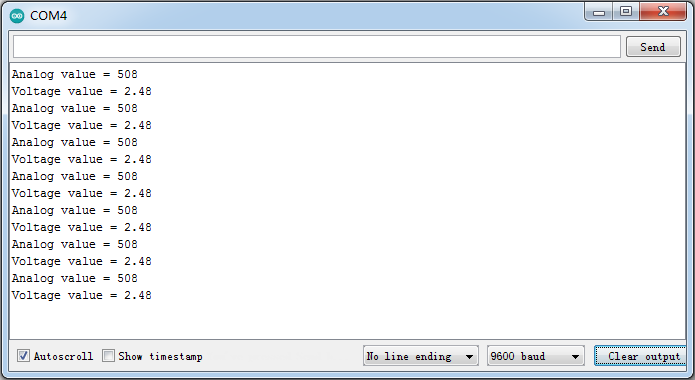 COM4
Send
Analog value = 508
Voltage value = 2.48
Analog value = 508
Voltage value = 2.48
Analog value = 508
Voltage value = 2.48
Analog value = 508
Voltage value = 2.48
Analog value = 508
Voltage value = 2.48
Analog value = 508
Voltage value = 2.48
Analog value = 508
Voltage value = 2.48
Autoscroll Show timestamp No line ending 9600 baud Clear output